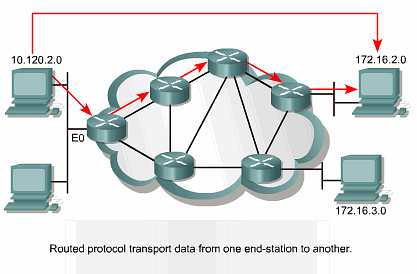 10.120.2.0
172.16.2.0
E0
172.16.3.0
Routed protocol transport data from one end-station to another.